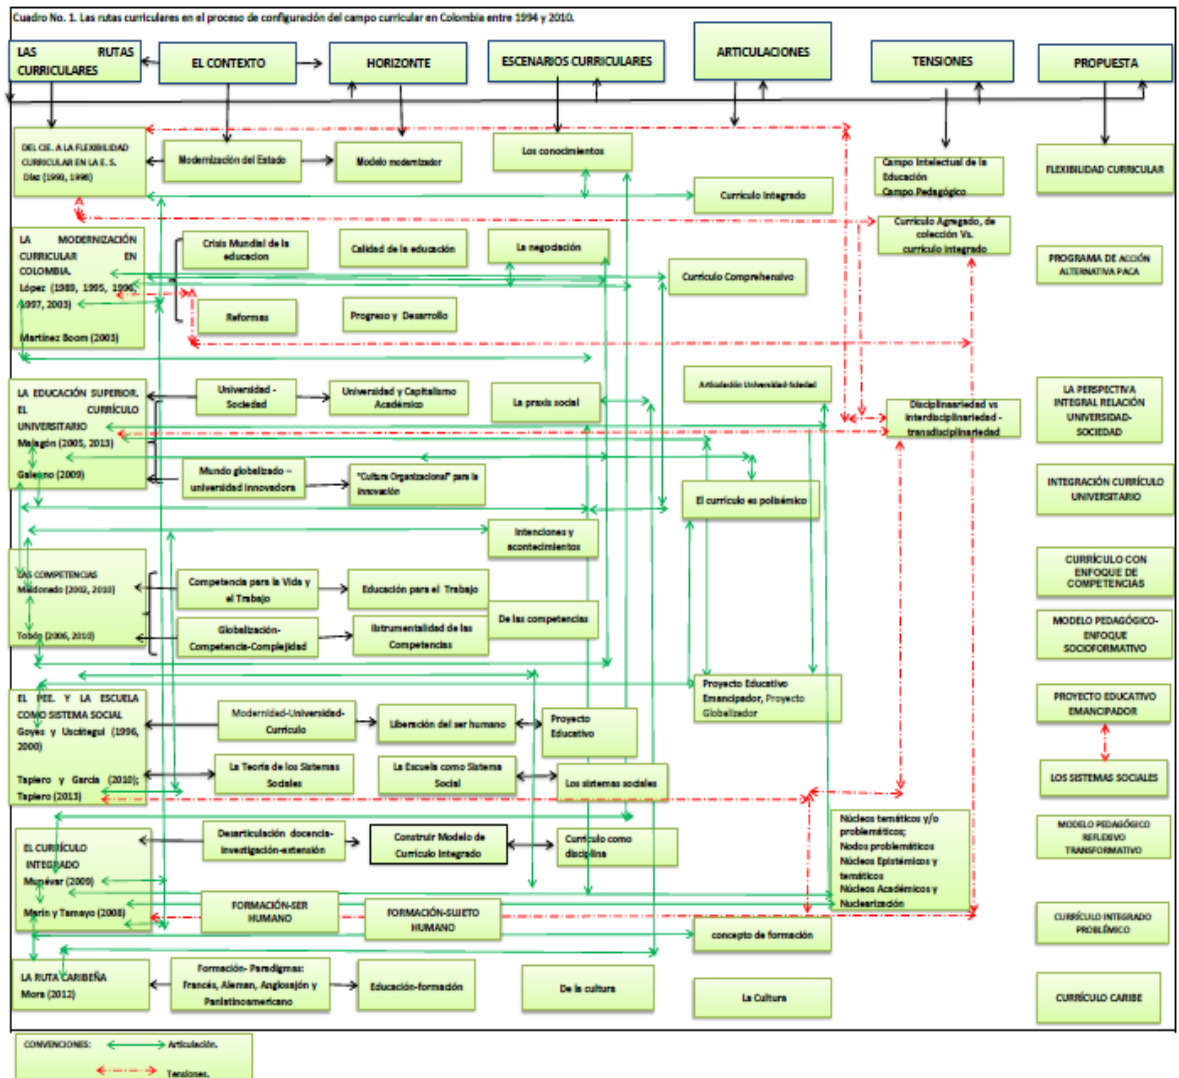 Cuadro No. 1. Las rutas curriculares en el proceso de configuración del campo curricular en Colombia entre 1994 y 2010.
LAS RUTAS
CURRICULARES
EL CONTEXTO
HORIZONTE
ESCENARIOS CURRICULARES
ARTICULACIONES
TENSIONES
PROPUESTA
DEL CIE. A LA FLEXIBILIDAD
CURRICULAR EN LA E. S.
Díaz (1993, 1998)
Modernización del Estado
Modelo modernizador
Los conocimientos
Currículo Integrado
Campo Intelectual de la
Educación
Campo Pedagógico
FLEXIBILIDAD CURRICULAR
LA MODERNIZACIÓN
CURRICULAR EN
COLOMBIA.
López (1989, 1995, 1996,
1997, 2003)
Martínez Boom (2003)
Crisis Mundial de la
educacion
Calidad de la educación
La negociación
Currículo Comprehensivo
Currículo Agregado, de
colección Vs.
currículo integrado
PROGRAMA DE ACCIÓN
ALTERNATIVA PACA
Reformas
Progreso y Desarrollo
LA EDUCACIÓN SUPERIOR.
EL CURRÍCULO
UNIVERSITARIO
Malagón (2005, 2013)
Galeano (2009)
Universidad -
Sociedad
Universidad y Capitalismo
Académico
La praxis social
Articulación Universidad-Sciedad
Disciplinaariedad vs
interdisciplinariedad -
transdisciplinariedad
LA PERSPECTIVA
INTEGRAL RELACIÓN
UNIVERSIDAD-
SOCIEDAD
Mundo globalizado –
universidad innovadora
"Cultura Organizacional" para la
innovación
El currículo es polisémico
INTEGRACIÓN CURRÍCULO
UNIVERSITARIO
Intenciones y
acontecimientos
LAS COMPETENCIAS
Maldonado (2002, 2010)
Tobón (2006, 2010)
Competencia para la Vida y
el Trabajo
Educación para el Trabajo
De las competencias
CURRÍCULO CON
ENFOQUE DE
COMPETENCIAS
Globalización-
Competencia-Complejidad
IIstrumentalidad de las
Competencias
MODELO PEDAGÓGICO-
ENFOQUE
SOCIOFORMATIVO
EL PEE. Y LA ESCUELA
COMO SISTEMA SOCIAL
Goyes y Uscátegui (1996,
2000)
Tapiero y García (2010);
Tapiero (2013)
Modernidad-Universidad-
Currículo
Liberación del ser humano
Proyecto
Educativo
Proyecto Educativo
Emancipador, Proyecto
Globalizador
PROYECTO EDUCATIVO
EMANCIPADOR
La Teoría de los Sistemas
Sociales
La Escuela como Sistema
Social
Los sistemas sociales
LOS SISTEMAS SOCIALES
EL CURRÍCULO
INTEGRADO
Munévar (2009)
Marín y Tamayo (2008)
Desarticulación docencia-
investigación-extensión
Construir Modelo de
Currículo Integrado
Currículo como
disciplina
Núcleos temáticos y/o
problemáticos;
Nodos problemáticos
Núcleos Epistémicos y
temáticos
Núcleos Académicos y
Nuclearización
MODELO PEDAGÓGICO
REFLEXIVO
TRANSFORMATIVO
FORMACIÓN-SER
HUMANO
FORMACIÓN-SUJETO
HUMANO
concepto de formación
CURRÍCULO INTEGRADO
PROBLÉMICO
LA RUTA CARIBEÑA
Mora (2012)
Formación- Paradigmas:
Francés, Aleman, Anglosajón y
Panlatinoamericano
Educación-formación
De la cultura
La Cultura
CURRÍCULO CARIBE
CONVENCIONES: Articulación.
Tensiones.